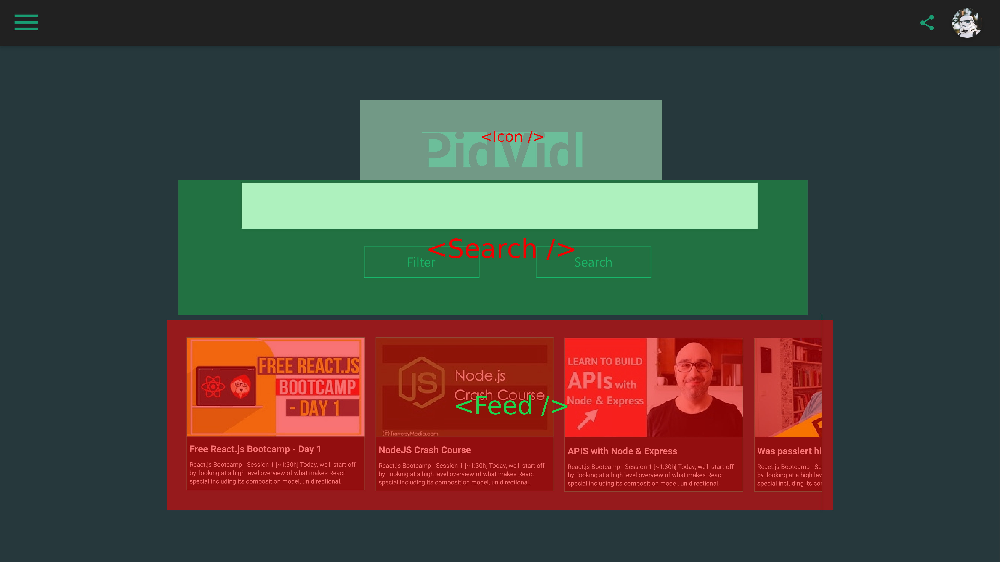 <Icon />
PidVid
<Search />
Filter
Search
FREE REACT.JS
BOOTCAMP
- DAY 1
Free React.js Bootcamp - Day 1
React.js Bootcamp - Session 1 [~1:30h] Today, we'll start off
by looking at a high level overview of what makes React
special including its composition model, unidirectional.
JS
Node.js
Crash Course
<Feed />
TraversyMedia.com
NodeJS Crash Course
React.js Bootcamp - Session 1 [~1:30h] Today, we'll start off
by looking at a high level overview of what makes React
special including its composition model, unidirectional.
LEARN TO BUILD
APIs with
Node & Express
APIS with Node & Express
React.js Bootcamp - Session 1 [~1:30h] Today, we'll start off
by looking at a high level overview of what makes React
special including its composition model, unidirectional.
Was passiert hi
React.js Bootcamp - Se
by looking at a high lev
special including its cor